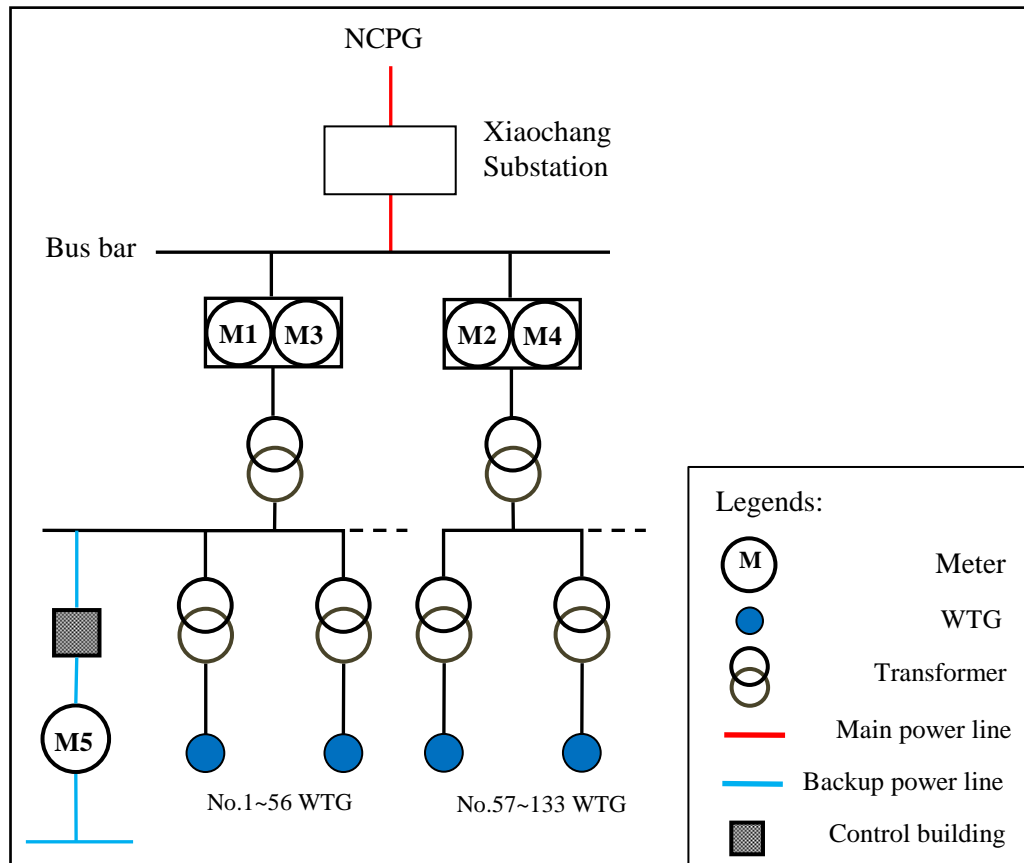 NCPG
Xiaochang
Substation
Bus bar
M1 M3 M2 M4
Legends:
M Meter
WTG
Transformer
M5
Main power line
Backup power line
No.1~56 WTG No.57~133 WTG
Control building